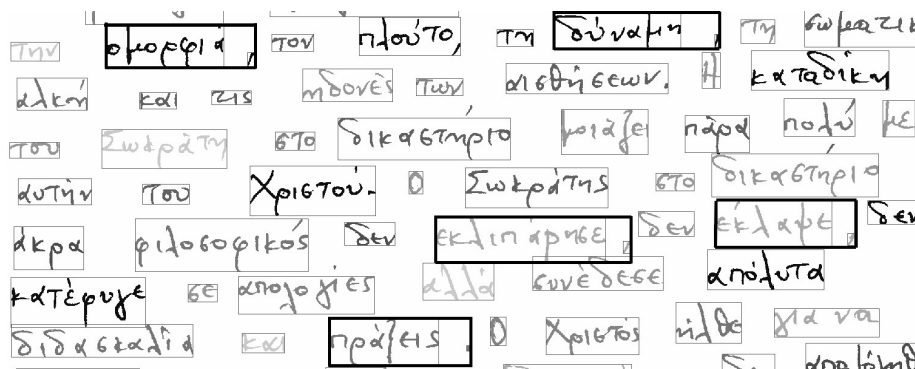 την ομορφιά, τον πλούτο, τη δύναμη, τη σωματικ
αλκή και τις ηδονές των αισθήσεων. Η καταδίκη
του Σωκράτη στο δικαστήριο μοιάζει πάρα πολύ με
αυτήν του Χριστού. Ο Σωκράτης στο δικαστήριο
άκρα φιλοσοφικός δεν εκλιπάρησε, δεν έκλαψε, δεν
κατέφυγε σε απολογίες αλλά συνέδεσε απόλυτα
διδασκαλία και πράξεις. Ο Χριστός ήλθε για να